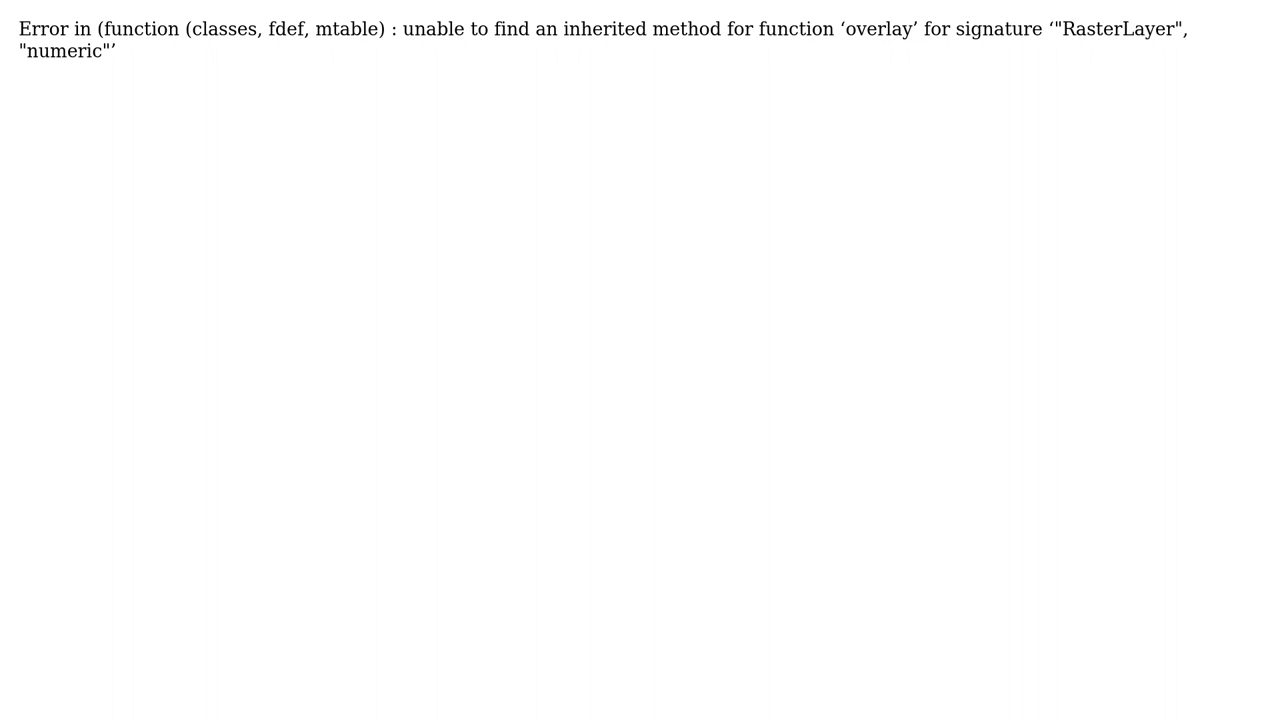 Error in (function (classes, fdef, mtable) : unable to find an inherited method for function ‘overlay’ for signature ‘"RasterLayer",
"numeric"’